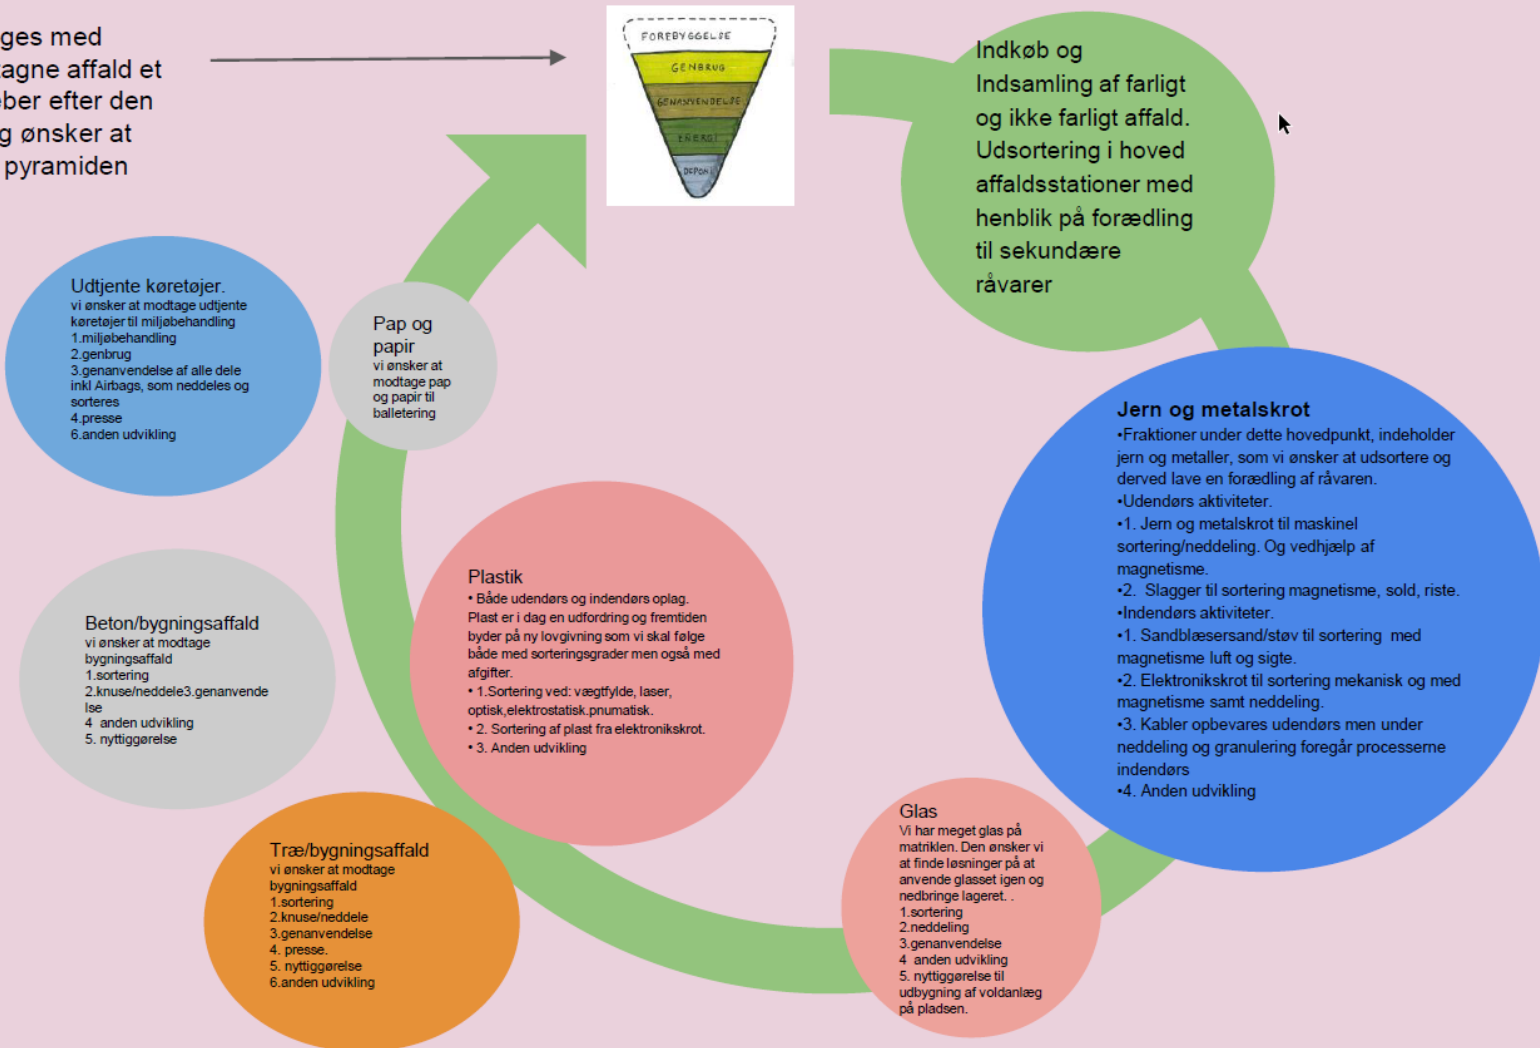 ges med
tagne affald et
eber efter den
g ønsker at
pyramiden
FOREBYGGELSE
GENBRUG
GENANVENDELSE
ENERGI
DEPONI
Indkøb og
Indsamling af farligt
og ikke farligt affald.
Udsortering i hoved
affaldsstationer med
henblik på forædling
til sekundære
råvarer
Udtjente køretøjer.
vi ønsker at modtage udtjente
køretøjer til miljøbehandling
1.miljøbehandling
2.genbrug
3.genanvendelse af alle dele
inkl Airbags, som neddeles og
sorteres
4.presse
6.anden udvikling
Pap og
papir
vi ønsker at
modtage pap
og papir til
balletering
Jern og metalskrot
•Fraktioner under dette hovedpunkt, indeholder
jern og metaller, som vi ønsker at udsortere og
derved lave en forædling af råvaren.
•Udendørs aktiviteter.
•1. Jern og metalskrot til maskinel
sortering/neddeling. Og vedhjælp af
magnetisme.
•2.  Slagger til sortering magnetisme, sold, riste.
•Indendørs aktiviteter.
•1. Sandblæsersand/støv til sortering  med
magnetisme luft og sigte.
•2. Elektronikskrot til sortering mekanisk og med
magnetisme samt neddeling.
•3. Kabler opbevares udendørs men under
neddeling og granulering foregår processerne
indendørs
•4. Anden udvikling
Plastik
• Både udendørs og indendørs oplag.
Plast er i dag en udfordring og fremtiden
byder på ny lovgivning som vi skal følge
både med sorteringsgrader men også med
afgifter.
• 1.Sortering ved: vægtfylde, laser,
optisk,elektrostatisk.pnumatisk.
• 2. Sortering af plast fra elektronikskrot.
• 3. Anden udvikling
Beton/bygningsaffald
vi ønsker at modtage
bygningsaffald
1.sortering
2.knuse/neddele3.genanvende
lse
4  anden udvikling
5. nyttiggørelse
Træ/bygningsaffald
vi ønsker at modtage
bygningsaffald
1.sortering
2.knuse/neddele
3.genanvendelse
4. presse.
5. nyttiggørelse
6.anden udvikling
Glas
Vi har meget glas på
matriklen. Den ønsker vi
at finde løsninger på at
anvende glasset igen og
nedbringe lageret. .
1.sortering
2.neddeling
3.genanvendelse
4  anden udvikling
5. nyttiggørelse til
udbygning af voldanlæg
på pladsen.